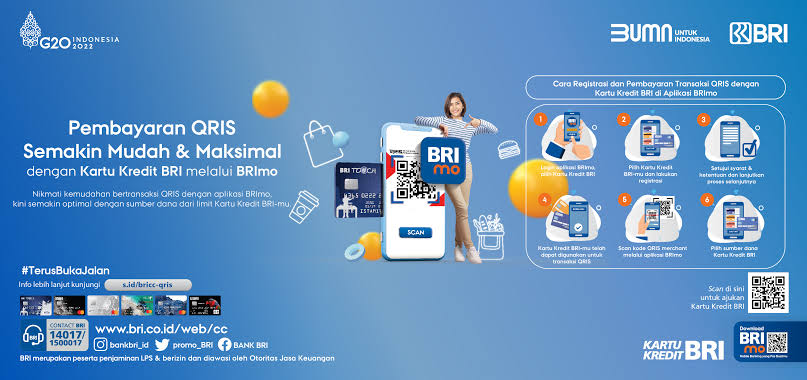 G20 INDONESIA
2022
BUMN UNTUK
INDONESIA
BRI
Pembayaran QRIS
Semakin Mudah & Maksimal
dengan Kartu Kredit BRI melalui BRImo
Nikmati kemudahan bertransaksi QRIS dengan aplikasi BRImo,
kini semakin optimal dengan sumber dana dari limit Kartu Kredit BRI-mu.
BRI TOUCH
BRI
mo
SCAN
Cara Registrasi dan Pembayaran Transaksi QRIS dengan
Kartu Kredit BRI di Aplikasi BRImo
1
Login aplikasi BRImo,
pilih Kartu Kredit BRI
2
Pilih Kartu Kredit
BRI-mu dan lakukan
registrasi
3
Setujui syarat &
ketentuan dan lanjutkan
proses selanjutnya
4
Kartu Kredit BRI-mu telah
dapat digunakan untuk
transaksi QRIS
5
Scan kode QRIS merchant
melalui aplikasi BRImo
6
Pilih sumber dana
Kartu Kredit BRI
#TerusBukaJalan
Info lebih lanjut kunjungi s.id/bricc-qris
CONTACT BRI
14017/
1500017
www.bri.co.id/web/cc
bankbri_id promo_BRI BANK BRI
BRI merupakan peserta penjaminan LPS & berizin dan diawasi oleh Otoritas Jasa Keuangan
Scan di sini
untuk ajukan
Kartu Kredit BRI
KARTU
KREDIT BRI
Download
BRI
mo